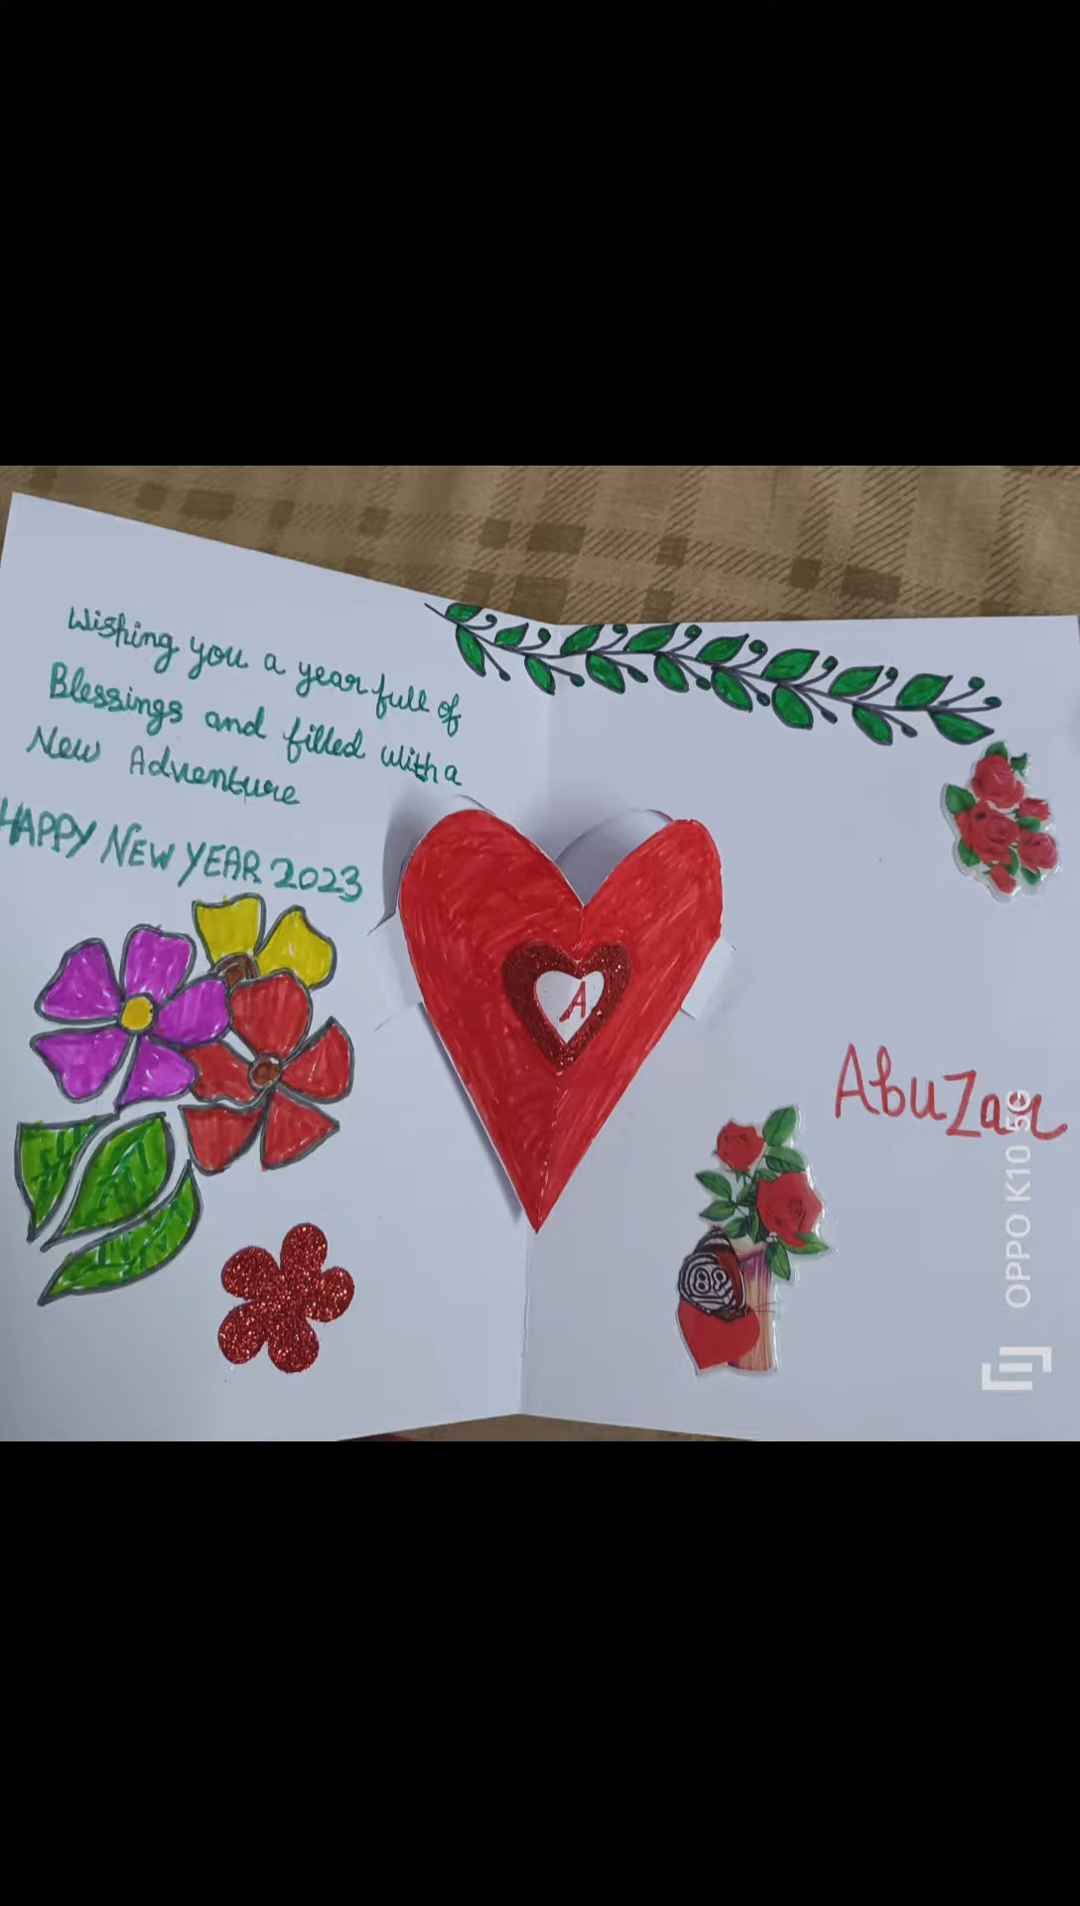 Wishing you a year full of
Blessings and filled with a
New Adventure
HAPPY NEW YEAR 2023
A
AbuZar
OPPO K10 5G